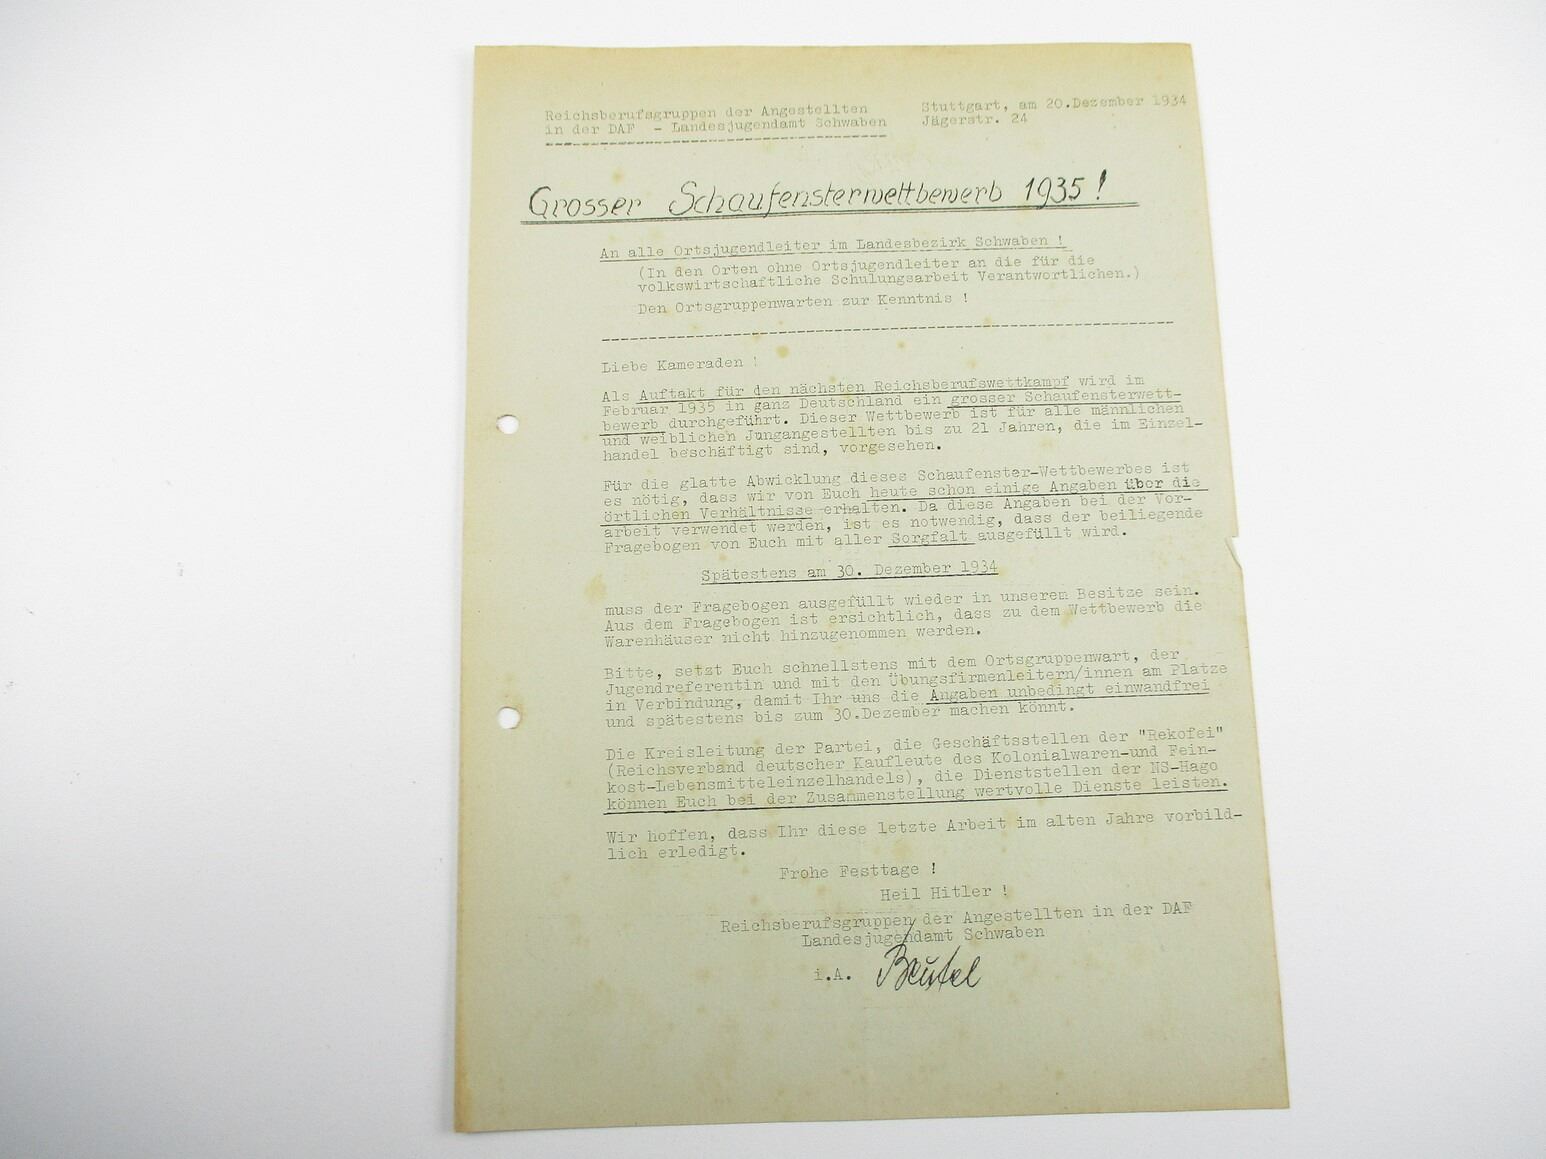 Reichsberufsgruppen der Angestellten
in der DAF - Landesjugendamt Schwaben
Stuttgart, am 20.Dezember 1934
Jägerstr. 24
Grosser Schaufensterwettbewerb 1935!
An alle Ortsjugendleiter im Landesbezirk Schwaben !
(In den Orten ohne Ortsjugendleiter an die für die
volkswirtschaftliche Schulungsarbeit Verantwortlichen.)
Den Ortsgruppenwarten zur Kenntnis !
Liebe Kameraden !
Als Auftakt für den nächsten Reichsberufswettkampf wird im
Februar 1935 in ganz Deutschland ein grosser Schaufensterwett-
bewerb durchgeführt. Dieser Wettbewerb ist für alle männlichen
und weiblichen Jungangestellten bis zu 21 Jahren, die im Einzel-
handel beschäftigt sind, vorgesehen.
Für die glatte Abwicklung dieses Schaufenster-Wettbewerbes ist
es nötig, dass wir von Euch heute schon einige Angaben über die
örtlichen Verhältnisse erhalten. Da diese Angaben bei der Vor-
arbeit verwendet werden, ist es notwendig, dass der beiliegende
Fragebogen von Euch mit aller Sorgfalt ausgefüllt wird.
Spätestens am 30. Dezember 1934
muss der Fragebogen ausgefüllt wieder in unserem Besitze sein.
Aus dem Fragebogen ist ersichtlich, dass zu dem Wettbewerb die
Warenhäuser nicht hinzugenommen werden.
Bitte, setzt Euch schnellstens mit dem Ortsgruppenwart, der
Jugendreferentin und mit den Übungsfirmenleitern/innen am Platze
in Verbindung, damit Ihr uns die Angaben unbedingt einwandfrei
und spätestens bis zum 30.Dezember machen könnt.
Die Kreisleitung der Partei, die Geschäftsstellen der "Rekofei"
(Reichsverband deutscher Kaufleute des Kolonialwaren-und Fein-
kost-Lebensmitteleinzelhandels), die Dienststellen der NS-Hago
können Euch bei der Zusammenstellung wertvolle Dienste leisten.
Wir hoffen, dass Ihr diese letzte Arbeit im alten Jahre vorbild-
lich erledigt.
Frohe Festtage !
Heil Hitler !
Reichsberufsgruppen der Angestellten in der DAF
Landesjugendamt Schwaben
i.A. Beutel